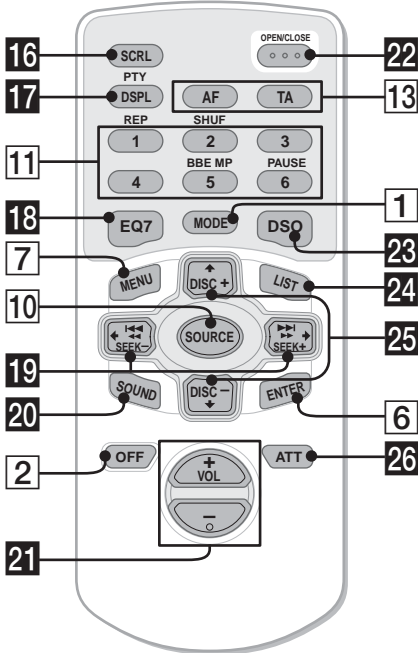 OPEN/CLOSE
16 SCRL 22
PTY
17 DSPL AF TA 13
REP SHUF
11 1 2 3
BBE MP PAUSE
4 5 6
18 EQ7 MODE 1
DSO 23
7 MENU DISC + LIST 24
10 SOURCE 25
SEEK– SEEK+
19
20 SOUND DISC – ENTER 6
2 OFF + ATT 26
VOL
–
21